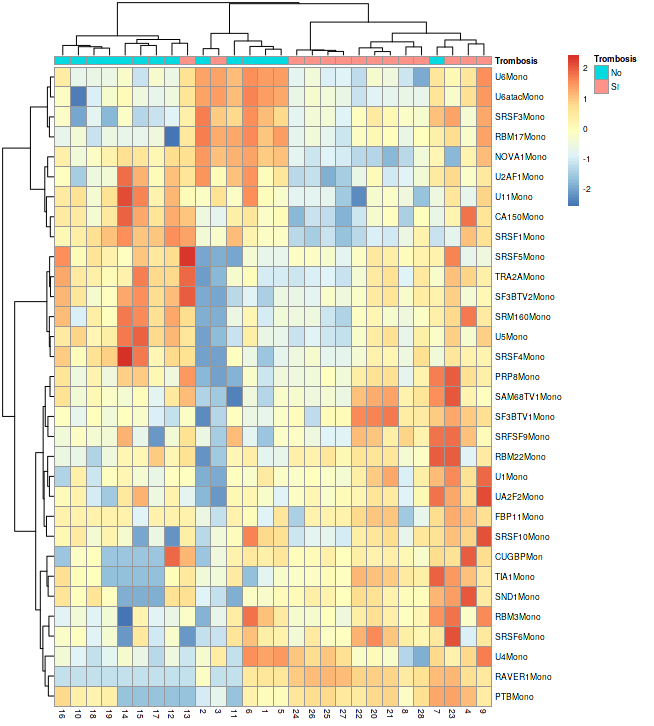 Trombosis
U6Mono
U6atacMono
SRSF3Mono
RBM17Mono
NOVA1Mono
U2AF1Mono
U11Mono
CA150Mono
SRSF1Mono
SRSF5Mono
TRA2AMono
SF3BTV2Mono
SRM160Mono
U5Mono
SRSF4Mono
PRP8Mono
SAM68TV1Mono
SF3BTV1Mono
SRFSF9Mono
RBM22Mono
U1Mono
UA2F2Mono
FBP11Mono
SRSF10Mono
CUGBPMon
TIA1Mono
SND1Mono
RBM3Mono
SRSF6Mono
U4Mono
RAVER1Mono
PTBMono
16 10 18 19 14 15 17 12 13 2 3 11 6 1 5 24 26 25 27 22 20 21 8 28 7 23 4 9
2
1
0
-1
-2
Trombosis
No
SI